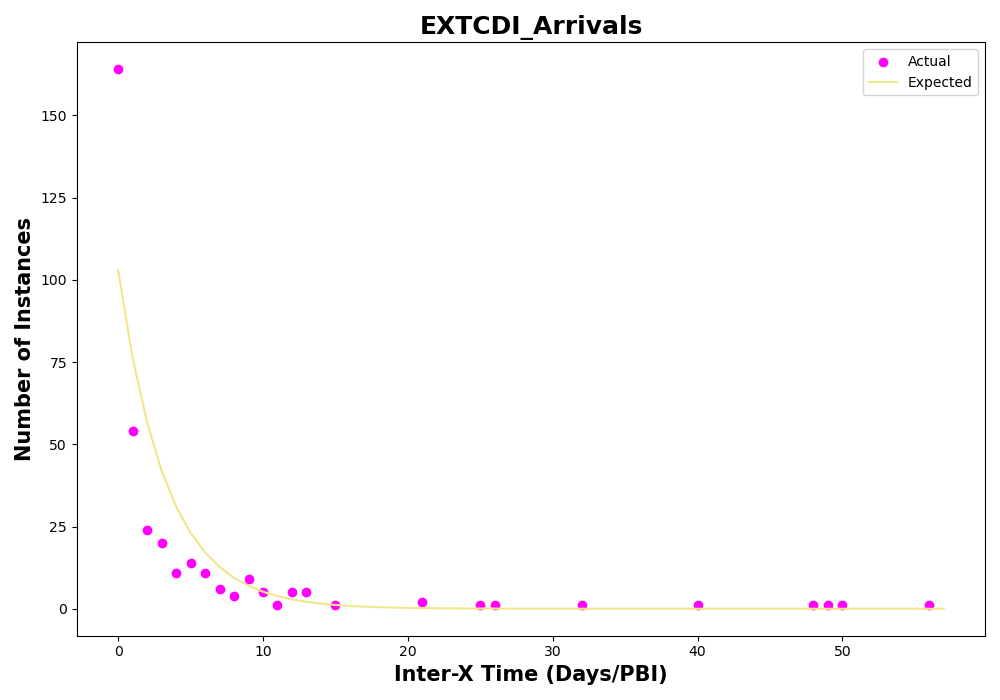 EXTCDI_Arrivals
Actual
Expected
Number of Instances
150
125
100
75
50
25
0
0 10 20 30 40 50
Inter-X Time (Days/PBI)